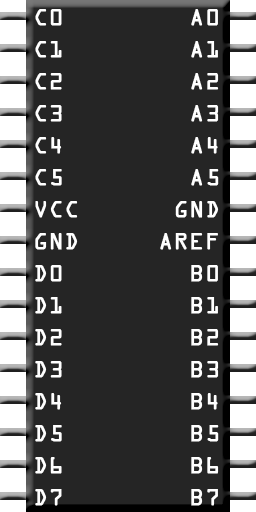 C0 A0
C1 A1
C2 A2
C3 A3
C4 A4
C5 A5
VCC GND
GND AREF
D0 B0
D1 B1
D2 B2
D3 B3
D4 B4
D5 B5
D6 B6
D7 B7